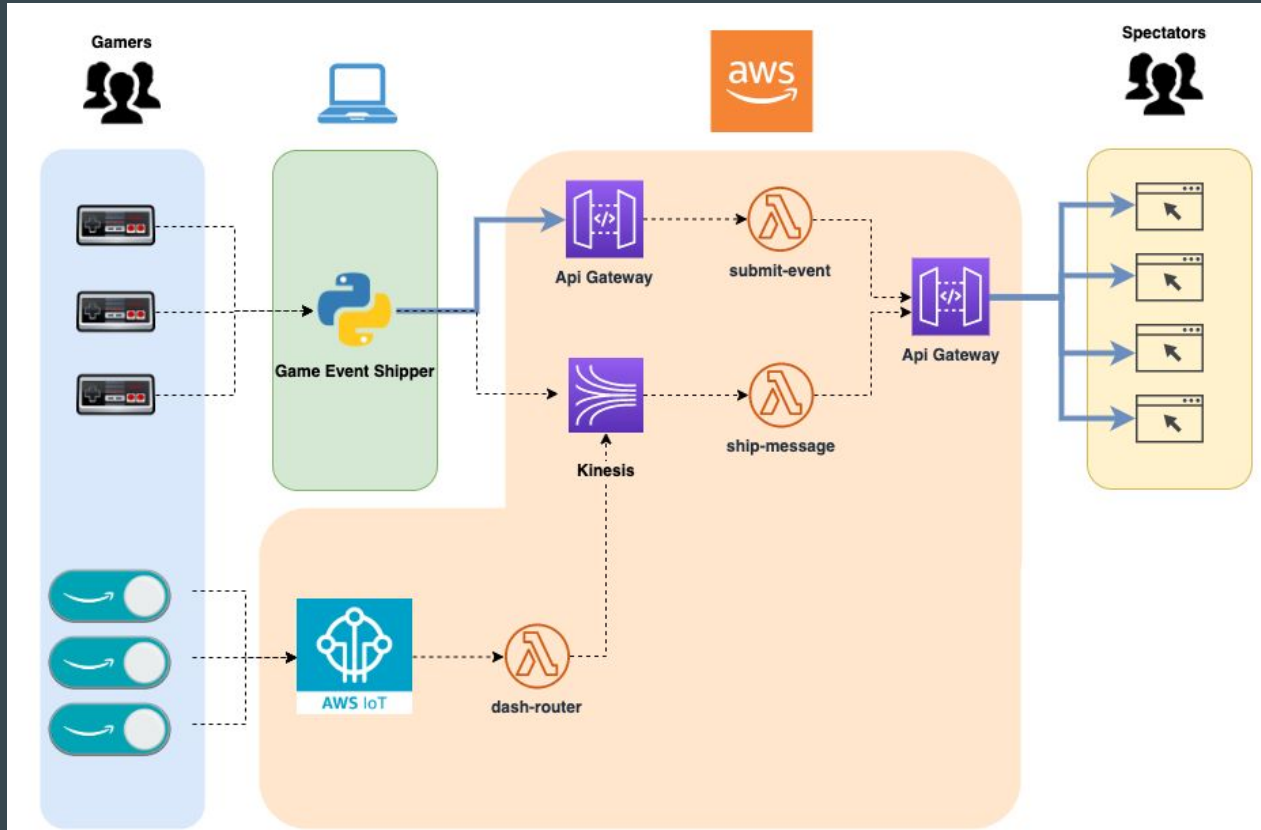 Gamers
Spectators
aws
Api Gateway
submit-event
Game Event Shipper
Api Gateway
Kinesis
ship-message
AWS IoT
dash-router